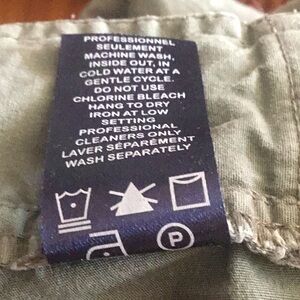 PROFESSIONNEL
SEULEMENT
MACHINE WASH,
INSIDE OUT, IN
COLD WATER AT A
GENTLE CYCLE.
DO NOT USE
CHLORINE BLEACH
HANG TO DRY
IRON AT LOW
SETTING
PROFESSIONAL
CLEANERS ONLY
LAVER SÉPARÉMENT
WASH SEPARATELY
P